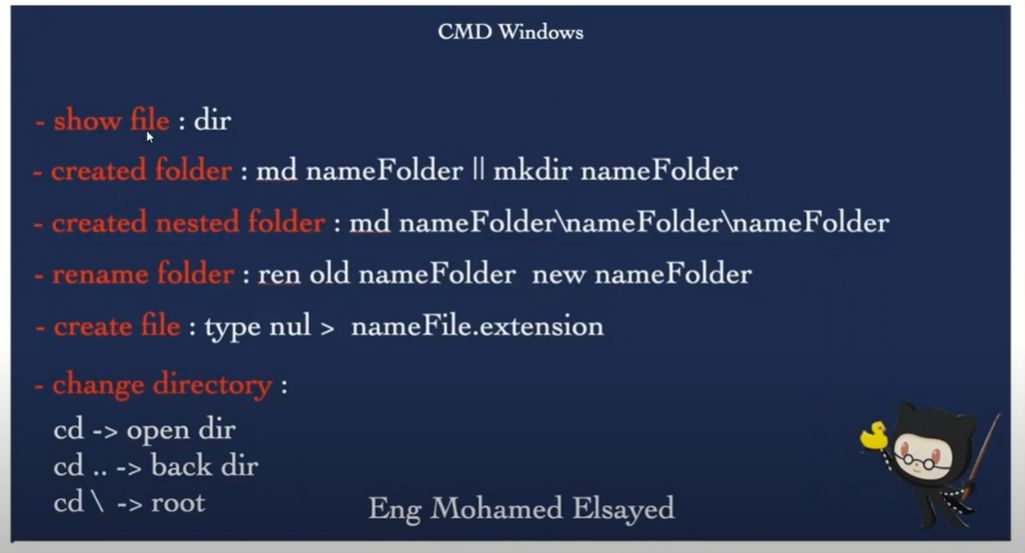 CMD Windows
- show file : dir
- created folder : md nameFolder || mkdir nameFolder
- created nested folder : md nameFolder\nameFolder\nameFolder
- rename folder : ren old nameFolder new nameFolder
- create file : type nul > nameFile.extension
- change directory :
cd -> open dir
cd .. -> back dir
cd \ -> root
Eng Mohamed Elsayed